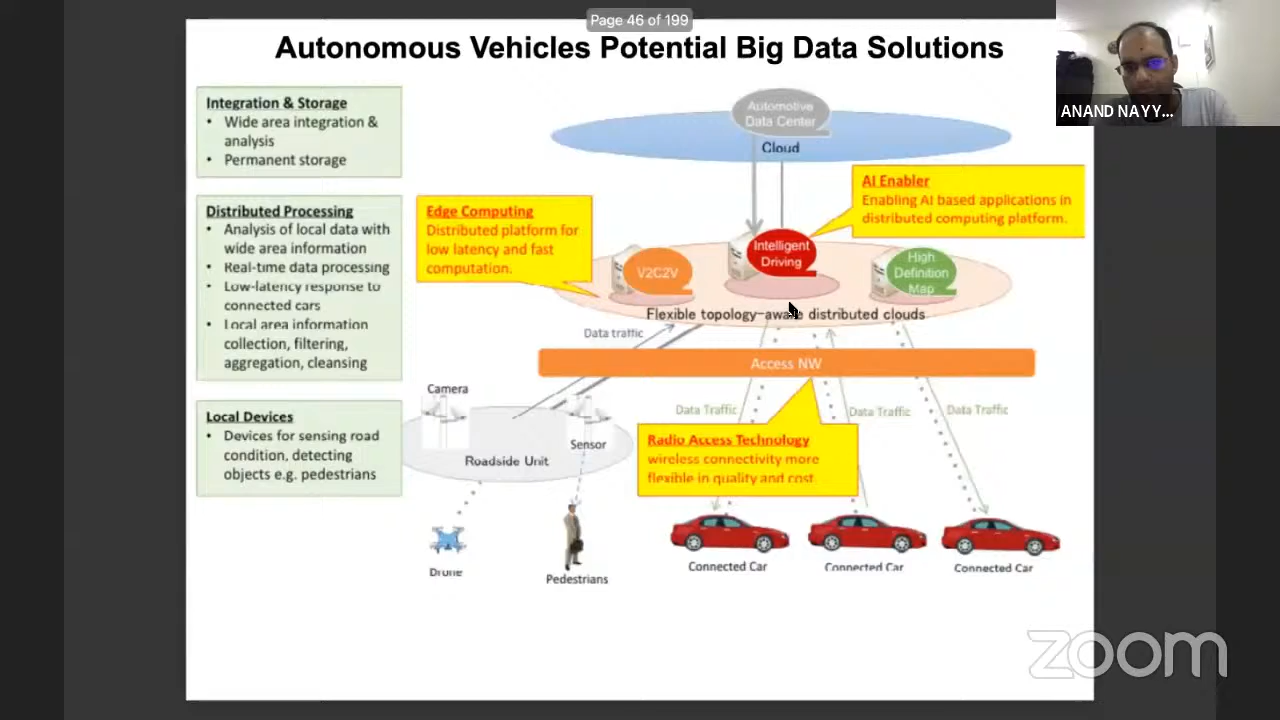 Page 46 of 199
Autonomous Vehicles Potential Big Data Solutions
ANAND NAYY...
Integration & Storage
• Wide area integration &
analysis
• Permanent storage
Distributed Processing
• Analysis of local data with
wide area information
• Real-time data processing
• Low-latency response to
connected cars
• Local area information
collection, filtering,
aggregation, cleansing
Local Devices
• Devices for sensing road
condition, detecting
objects e.g. pedestrians
Automotive
Data Center
Cloud
AI Enabler
Enabling AI based applications in
distributed computing platform.
Edge Computing
Distributed platform for
low latency and fast
computation.
V2C2V
Intelligent
Driving
High
Definition
Map
Flexible topology-aware distributed clouds
Data traffic
Access NW
Camera
Sensor
Roadside Unit
Data Traffic
Data Traffic
Data Traffic
Radio Access Technology
wireless connectivity more
flexible in quality and cost
Drone
Pedestrians
Connected Car
Connected Car
Connected Car
zoom